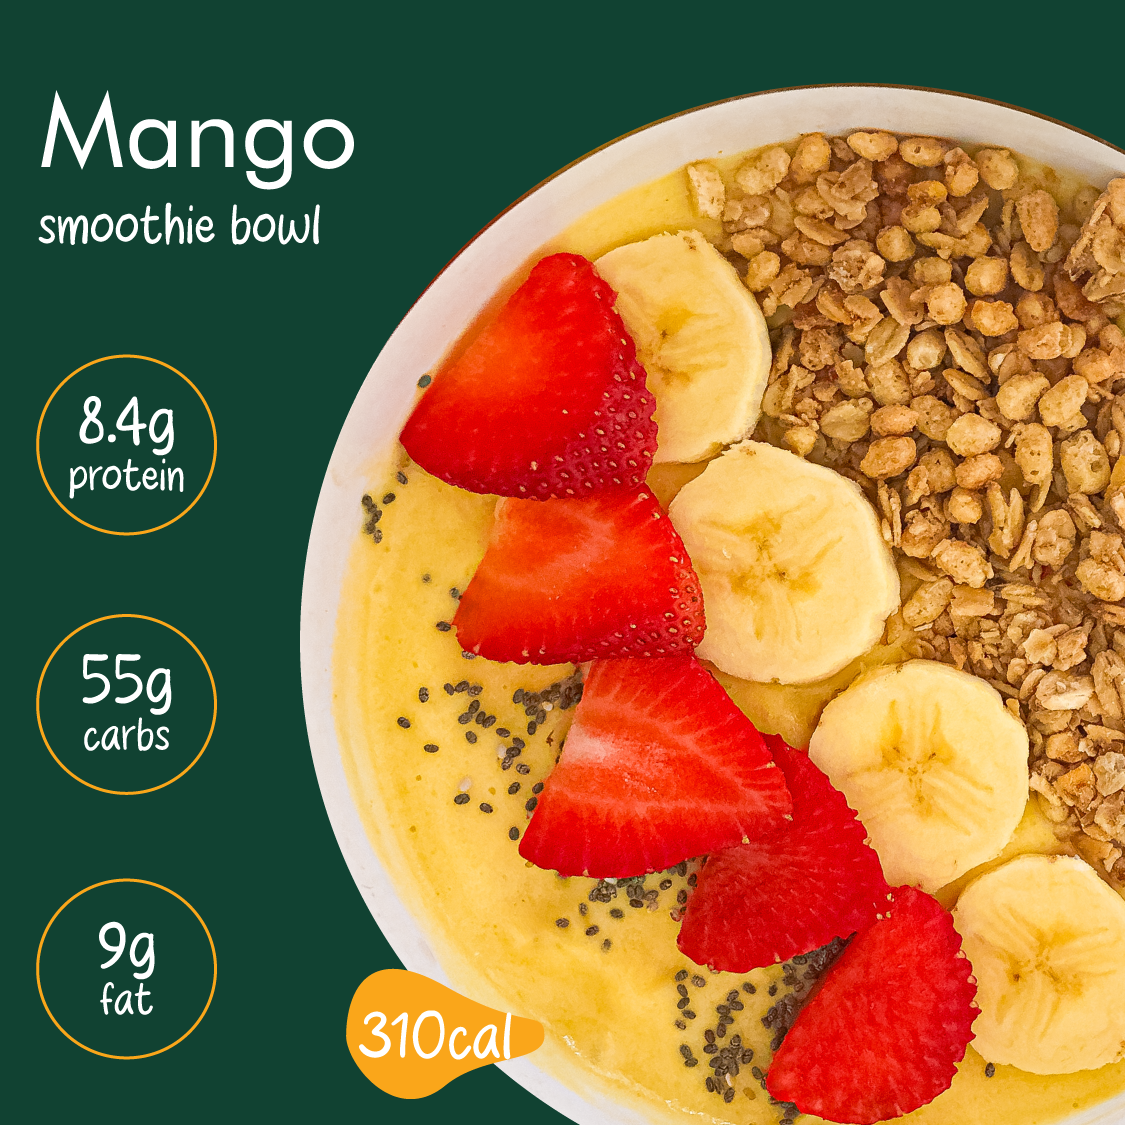 Mango
smoothie bowl
8.4g
protein
55g
carbs
9g
fat
310cal